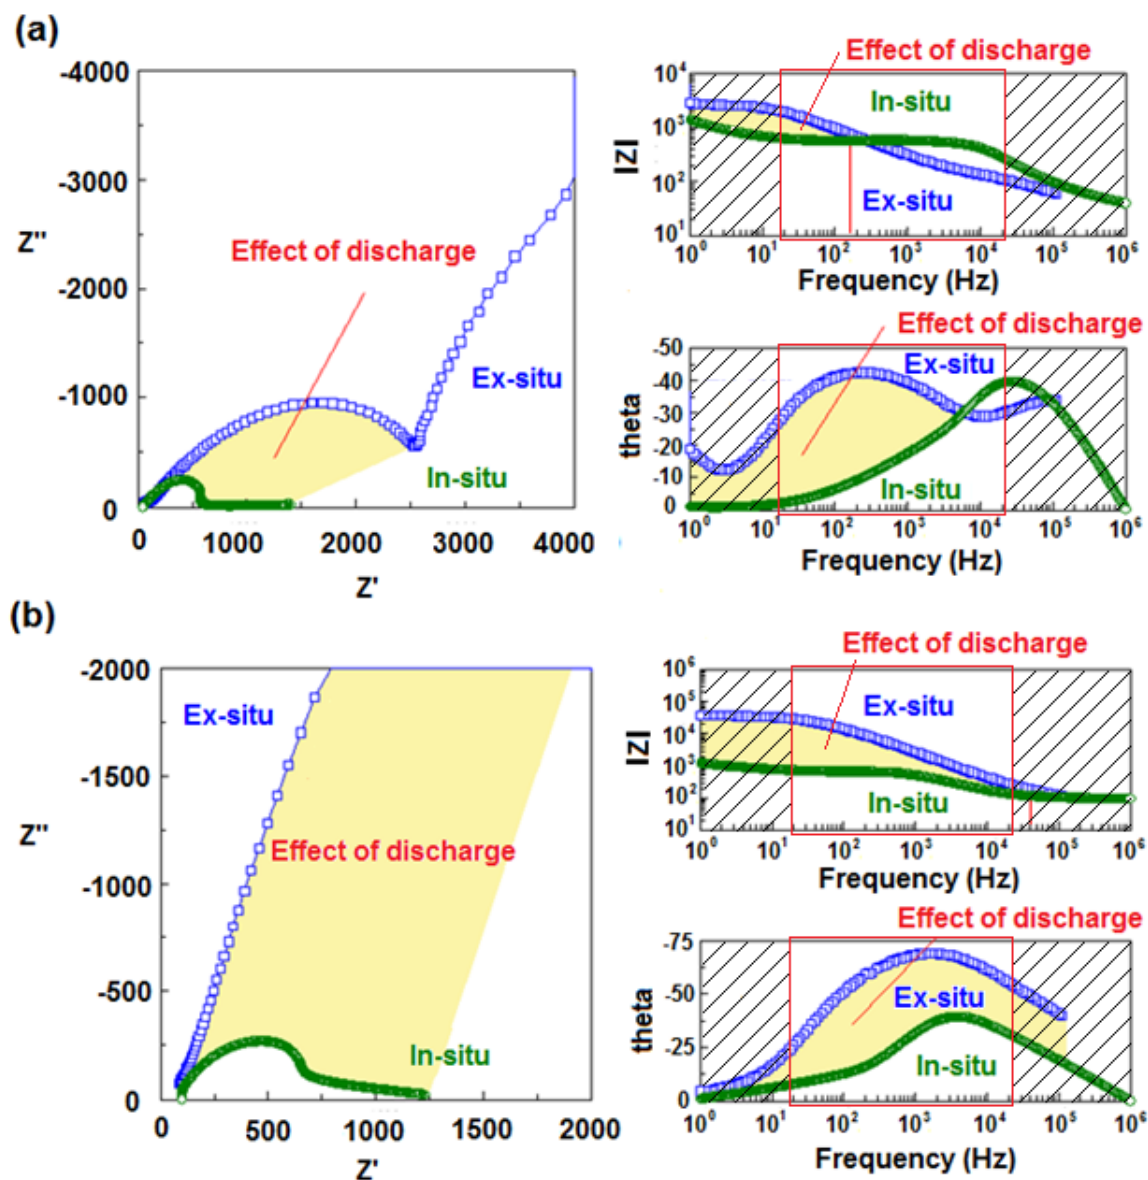 (a)
-4000
-3000
Z''
-2000
-1000
0
Effect of discharge
Ex-situ
In-situ
0 1000 2000 3000 4000
Z'
Effect of discharge
10⁴
In-situ
10³
|Z|
10²
Ex-situ
10¹
10⁰ 10¹ 10² 10³ 10⁴ 10⁵ 10⁶
Frequency (Hz)
Effect of discharge
-50
Ex-situ
-40
-30
theta
-20
-10
In-situ
0
10⁰ 10¹ 10² 10³ 10⁴ 10⁵ 10⁶
Frequency (Hz)
(b)
-2000
Ex-situ
-1500
Z''
Effect of discharge
-1000
-500
In-situ
0
0 500 1000 1500 2000
Z'
Effect of discharge
10⁶
10⁵
Ex-situ
10⁴
|Z|
10³
In-situ
10²
10¹
10⁰ 10¹ 10² 10³ 10⁴ 10⁵ 10⁶
Frequency (Hz)
Effect of discharge
-75
-50
Ex-situ
theta
-25
In-situ
0
10⁰ 10¹ 10² 10³ 10⁴ 10⁵ 10⁶
Frequency (Hz)